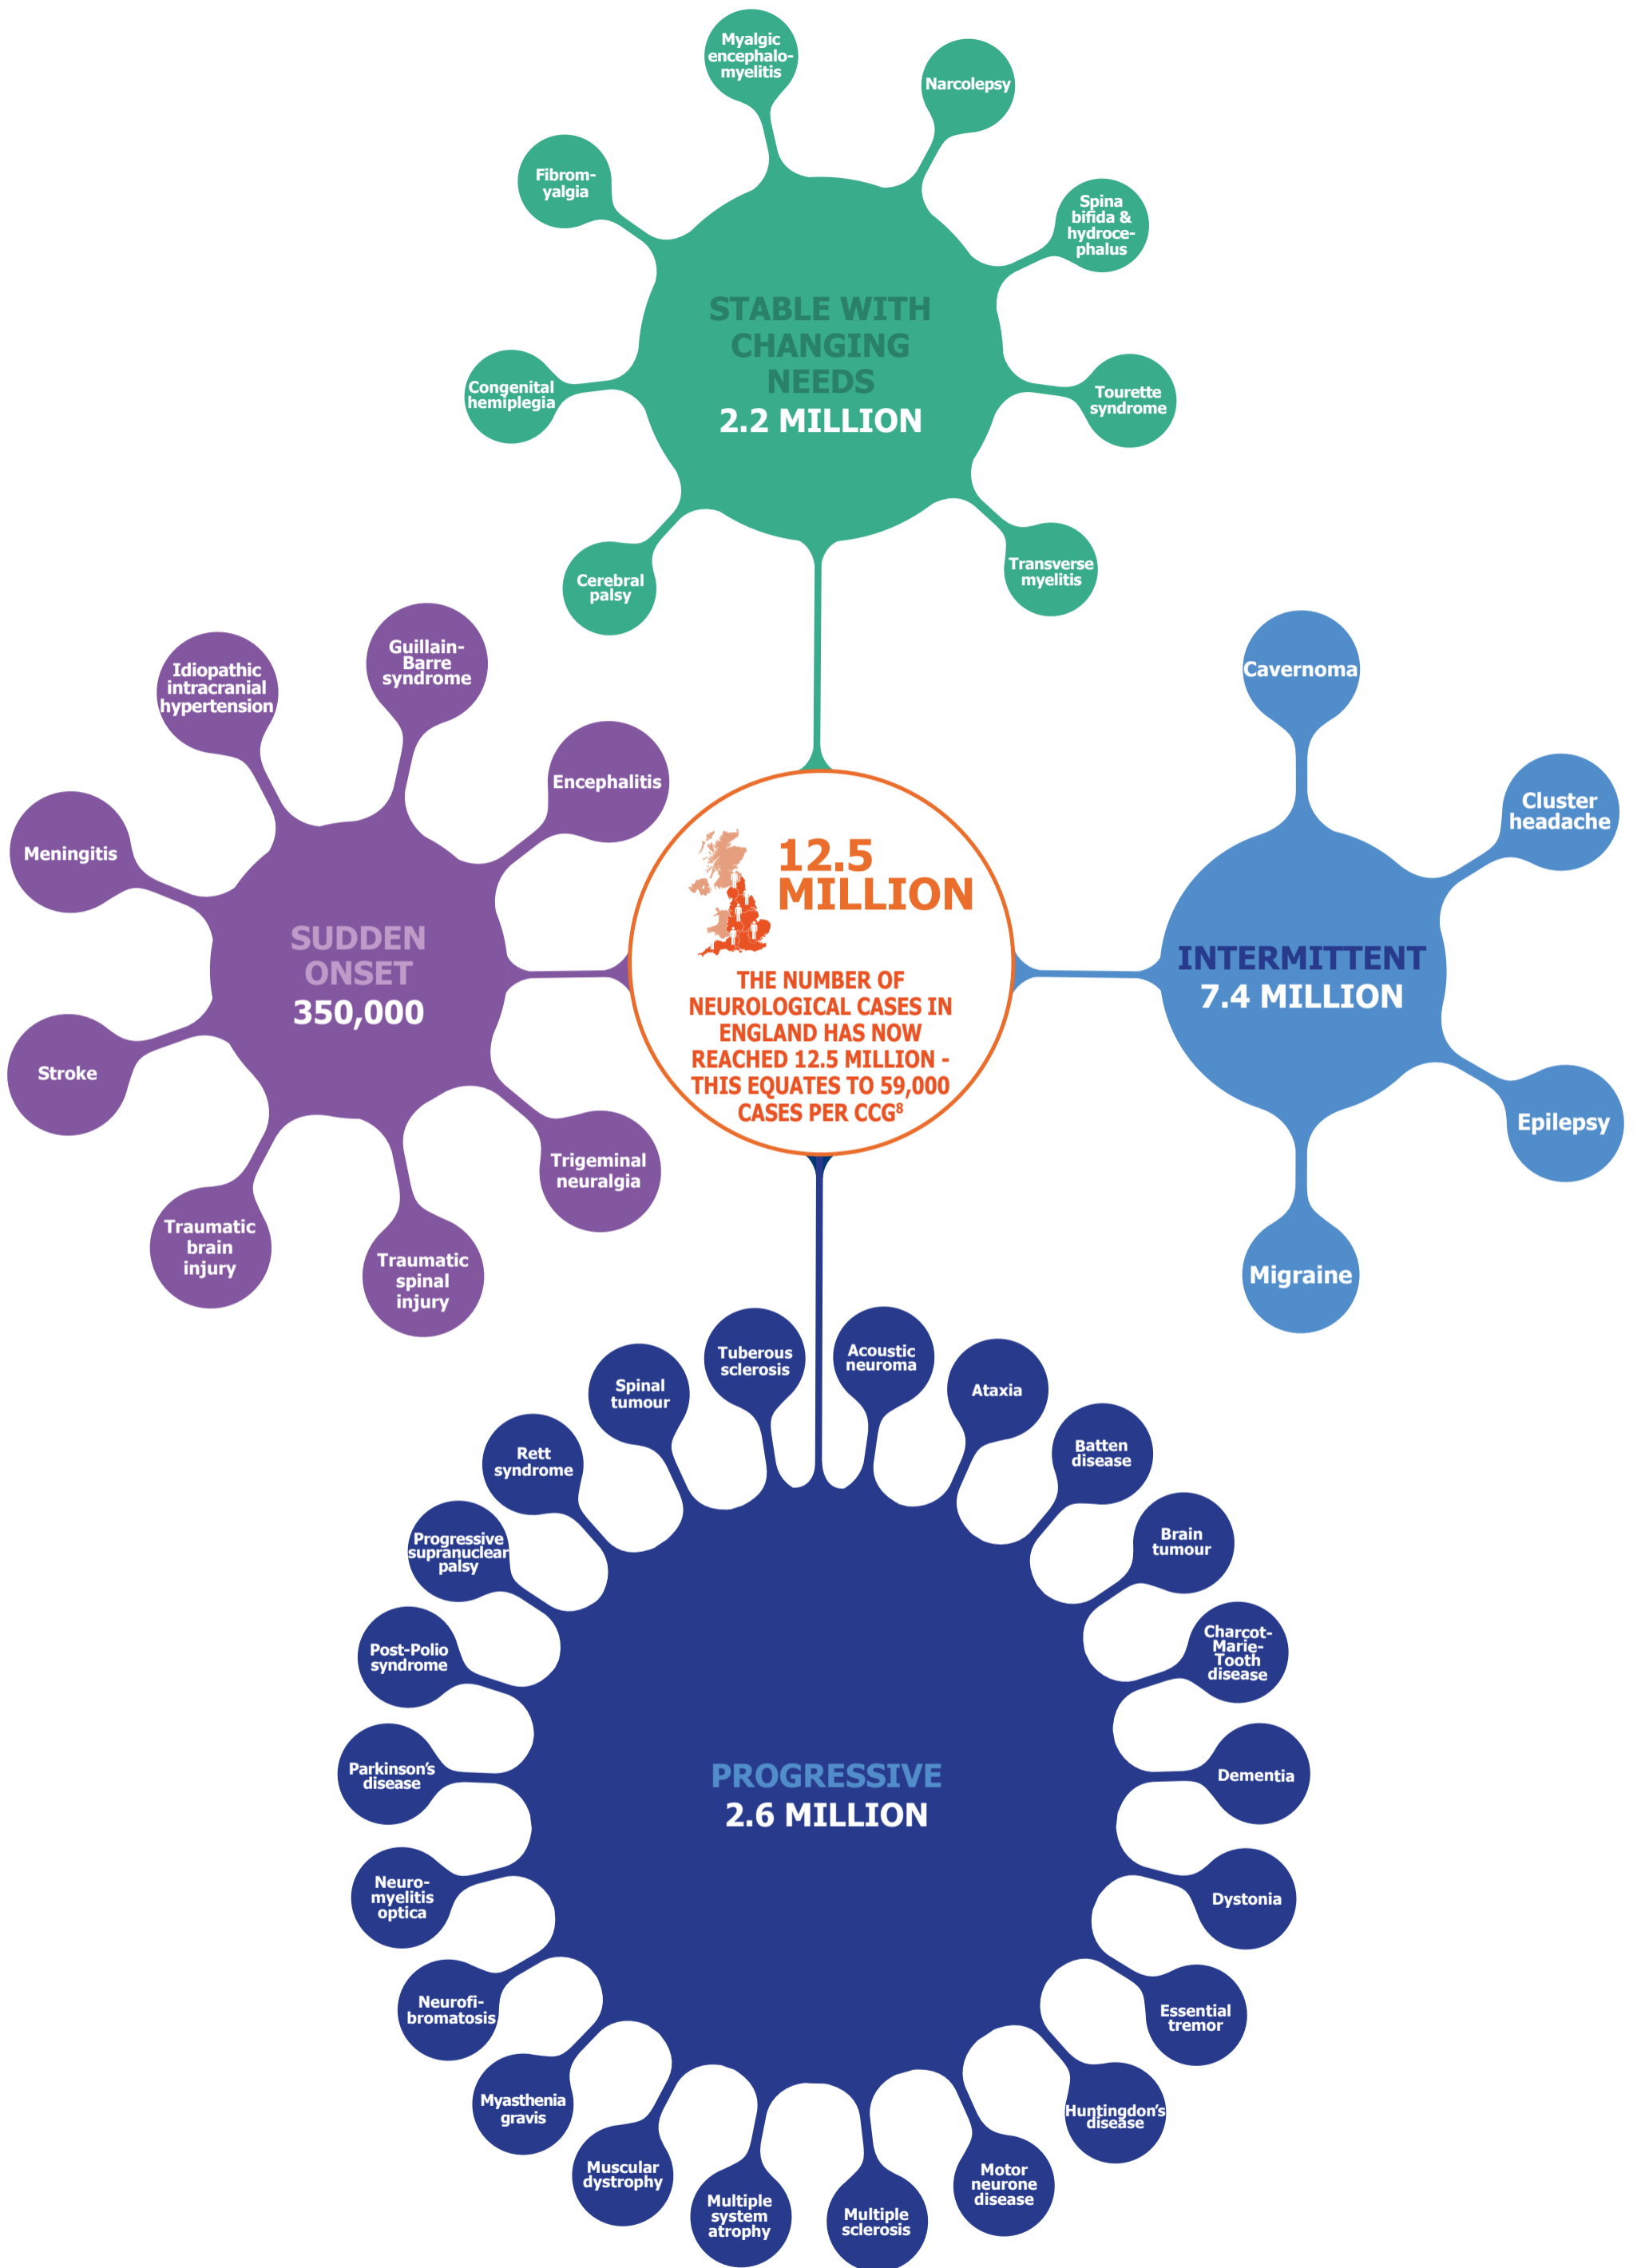 Myalgic
encephalo-
myelitis
Narcolepsy
Fibrom-
yalgia
Spina
bifida &
hydroce-
phalus
STABLE WITH
CHANGING
NEEDS
2.2 MILLION
Congenital
hemiplegia
Tourette
syndrome
Cerebral
palsy
Transverse
myelitis
Guillain-
Barre
syndrome
Idiopathic
intracranial
hypertension
Encephalitis
Meningitis
SUDDEN
ONSET
350,000
Stroke
Trigeminal
neuralgia
Traumatic
brain
injury
Traumatic
spinal
injury
12.5
MILLION
THE NUMBER OF
NEUROLOGICAL CASES IN
ENGLAND HAS NOW
REACHED 12.5 MILLION -
THIS EQUATES TO 59,000
CASES PER CCG⁸
Cavernoma
Cluster
headache
INTERMITTENT
7.4 MILLION
Epilepsy
Migraine
Tuberous
sclerosis
Acoustic
neuroma
Spinal
tumour
Ataxia
Rett
syndrome
Batten
disease
Progressive
supranuclear
palsy
Brain
tumour
Post-Polio
syndrome
Charcot-
Marie-
Tooth
disease
Parkinson's
disease
PROGRESSIVE
2.6 MILLION
Dementia
Neuro-
myelitis
optica
Dystonia
Neurofi-
bromatosis
Essential
tremor
Myasthenia
gravis
Huntingdon's
disease
Muscular
dystrophy
Motor
neurone
disease
Multiple
system
atrophy
Multiple
sclerosis